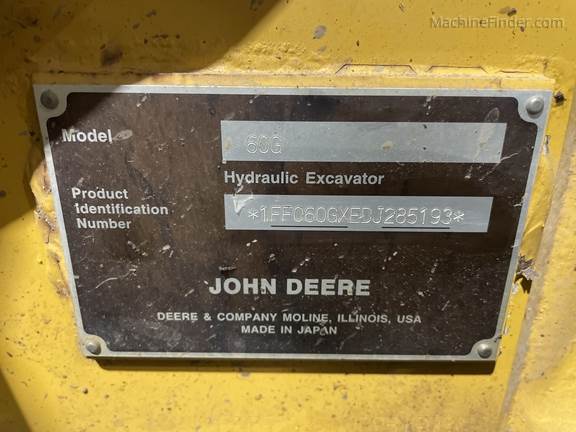 MachineFinder.com
Model
60G
Hydraulic Excavator
Product
Identification
Number
*1FF060GXEDJ285193*
JOHN DEERE
DEERE & COMPANY MOLINE, ILLINOIS, USA
MADE IN JAPAN